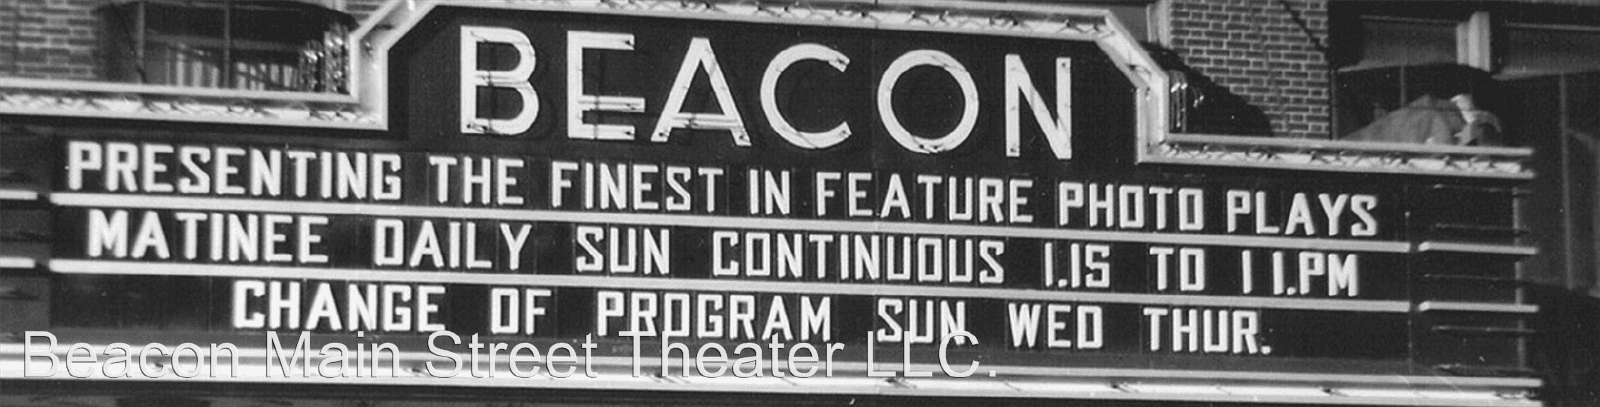 BEACON
PRESENTING THE FINEST IN FEATURE PHOTO PLAYS
MATINEE DAILY SUN CONTINUOUS 1.15 TO 11.PM
CHANGE OF PROGRAM SUN WED THUR.
Beacon Main Street Theater LLC.